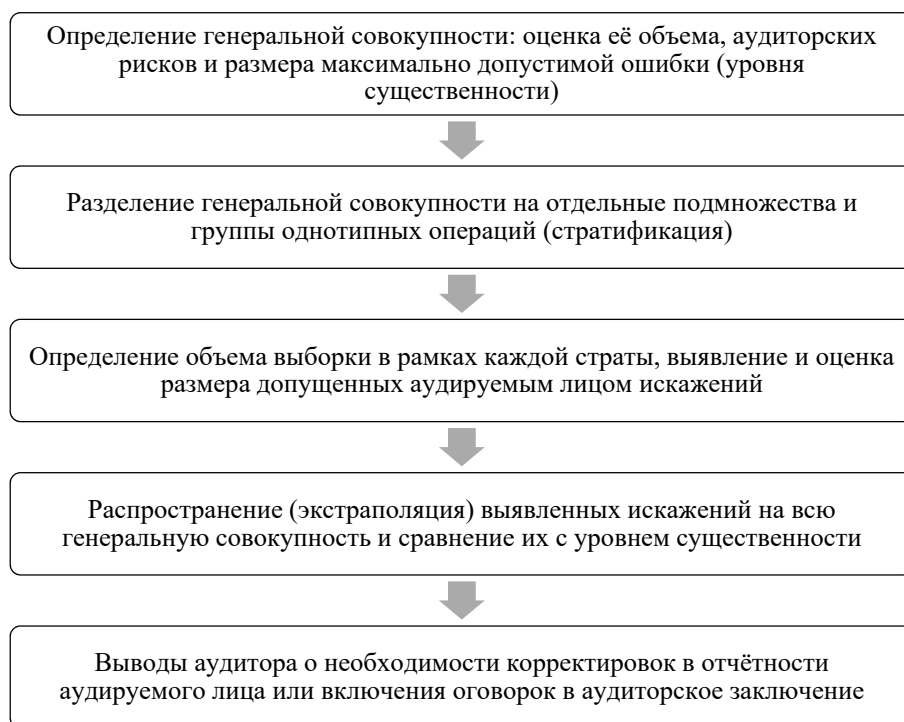 Определение генеральной совокупности: оценка её объема, аудиторских
рисков и размера максимально допустимой ошибки (уровня
существенности)
Разделение генеральной совокупности на отдельные подмножества и
группы однотипных операций (стратификация)
Определение объема выборки в рамках каждой страты, выявление и оценка
размера допущенных аудируемым лицом искажений
Распространение (экстраполяция) выявленных искажений на всю
генеральную совокупность и сравнение их с уровнем существенности
Выводы аудитора о необходимости корректировок в отчётности
аудируемого лица или включения оговорок в аудиторское заключение